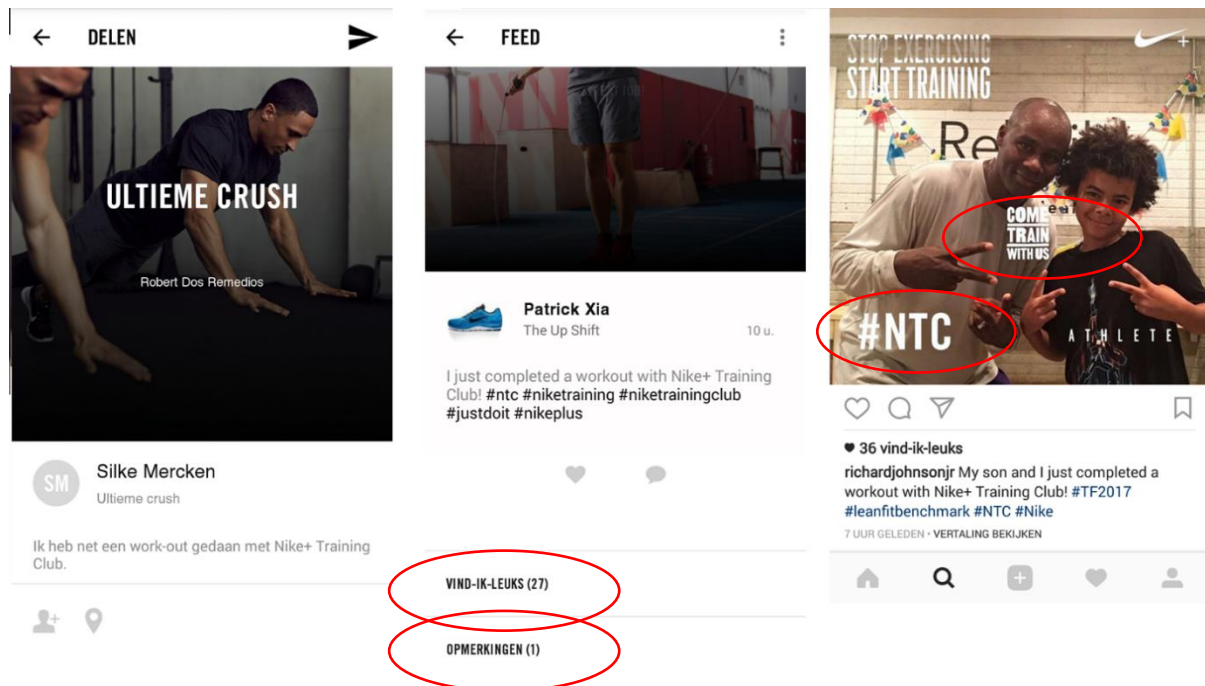 DELEN
ULTIEME CRUSH
Robert Dos Remedios
SM
Silke Mercken
Ultieme crush
Ik heb net een work-out gedaan met Nike+ Training
Club.
FEED
Patrick Xia
The Up Shift
10 u.
I just completed a workout with Nike+ Training
Club! #ntc #niketraining #niketrainingclub
#justdoit #nikeplus
VIND-IK-LEUKS (27)
OPMERKINGEN (1)
STOP EXERCISING
START TRAINING
COME
TRAIN
WITH US
#NTC
ATHLETE
36 vind-ik-leuks
richardjohnsonjr My son and I just completed a
workout with Nike+ Training Club! #TF2017
#leanfitbenchmark #NTC #Nike
7 UUR GELEDEN • VERTALING BEKIJKEN